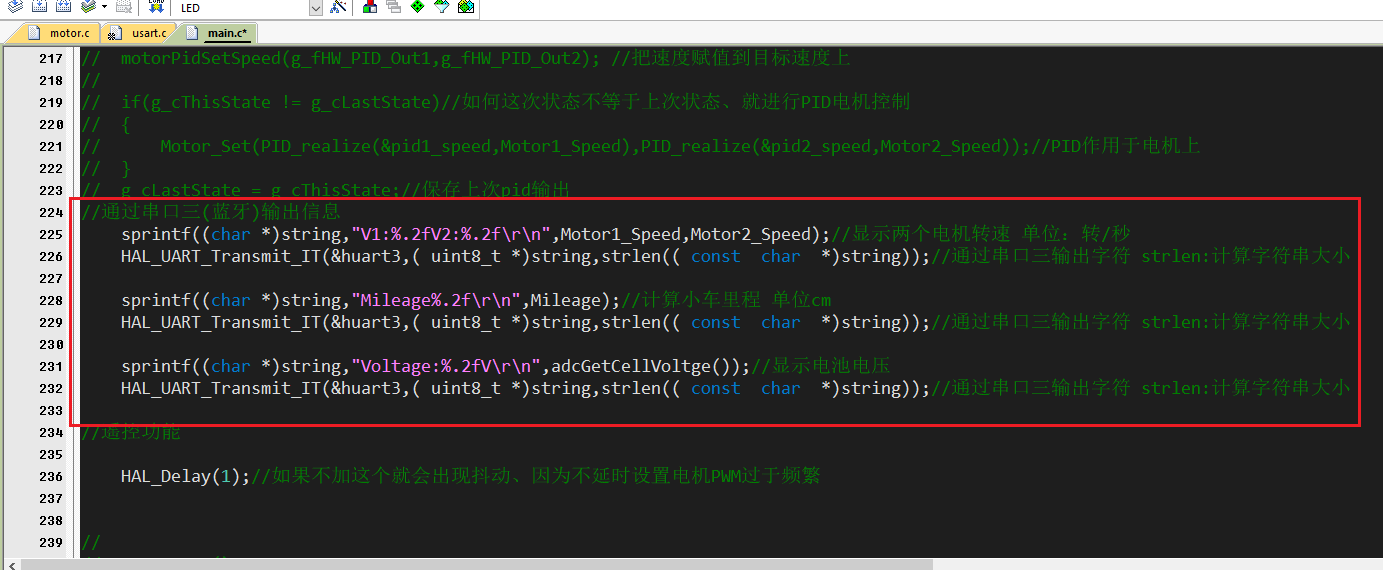 LED
motor.c usart.c main.c*
217 // motorPidSetSpeed(g_fHW_PID_Out1,g_fHW_PID_Out2); //把速度赋值到目标速度上
218 //
219 // if(g_cThisState != g_cLastState)//如何这次状态不等于上次状态、就进行PID电机控制
220 // {
221 // Motor_Set(PID_realize(&pid1_speed,Motor1_Speed),PID_realize(&pid2_speed,Motor2_Speed));//PID作用于电机上
222 // }
223 // g_cLastState = g_cThisState;//保存上次pid输出
224 //通过串口三(蓝牙)输出信息
225 sprintf((char *)string,"V1:%.2fV2:%.2f\r\n",Motor1_Speed,Motor2_Speed);//显示两个电机转速 单位：转/秒
226 HAL_UART_Transmit_IT(&huart3,( uint8_t *)string,strlen(( const char *)string));//通过串口三输出字符 strlen:计算字符串大小
227
228 sprintf((char *)string,"Mileage%.2f\r\n",Mileage);//计算小车里程 单位cm
229 HAL_UART_Transmit_IT(&huart3,( uint8_t *)string,strlen(( const char *)string));//通过串口三输出字符 strlen:计算字符串大小
230
231 sprintf((char *)string,"Voltage:%.2fV\r\n",adcGetCellVoltge());//显示电池电压
232 HAL_UART_Transmit_IT(&huart3,( uint8_t *)string,strlen(( const char *)string));//通过串口三输出字符 strlen:计算字符串大小
233
234 //遥控功能
235
236 HAL_Delay(1);//如果不加这个就会出现抖动、因为不延时设置电机PWM过于频繁
237
238
239 //